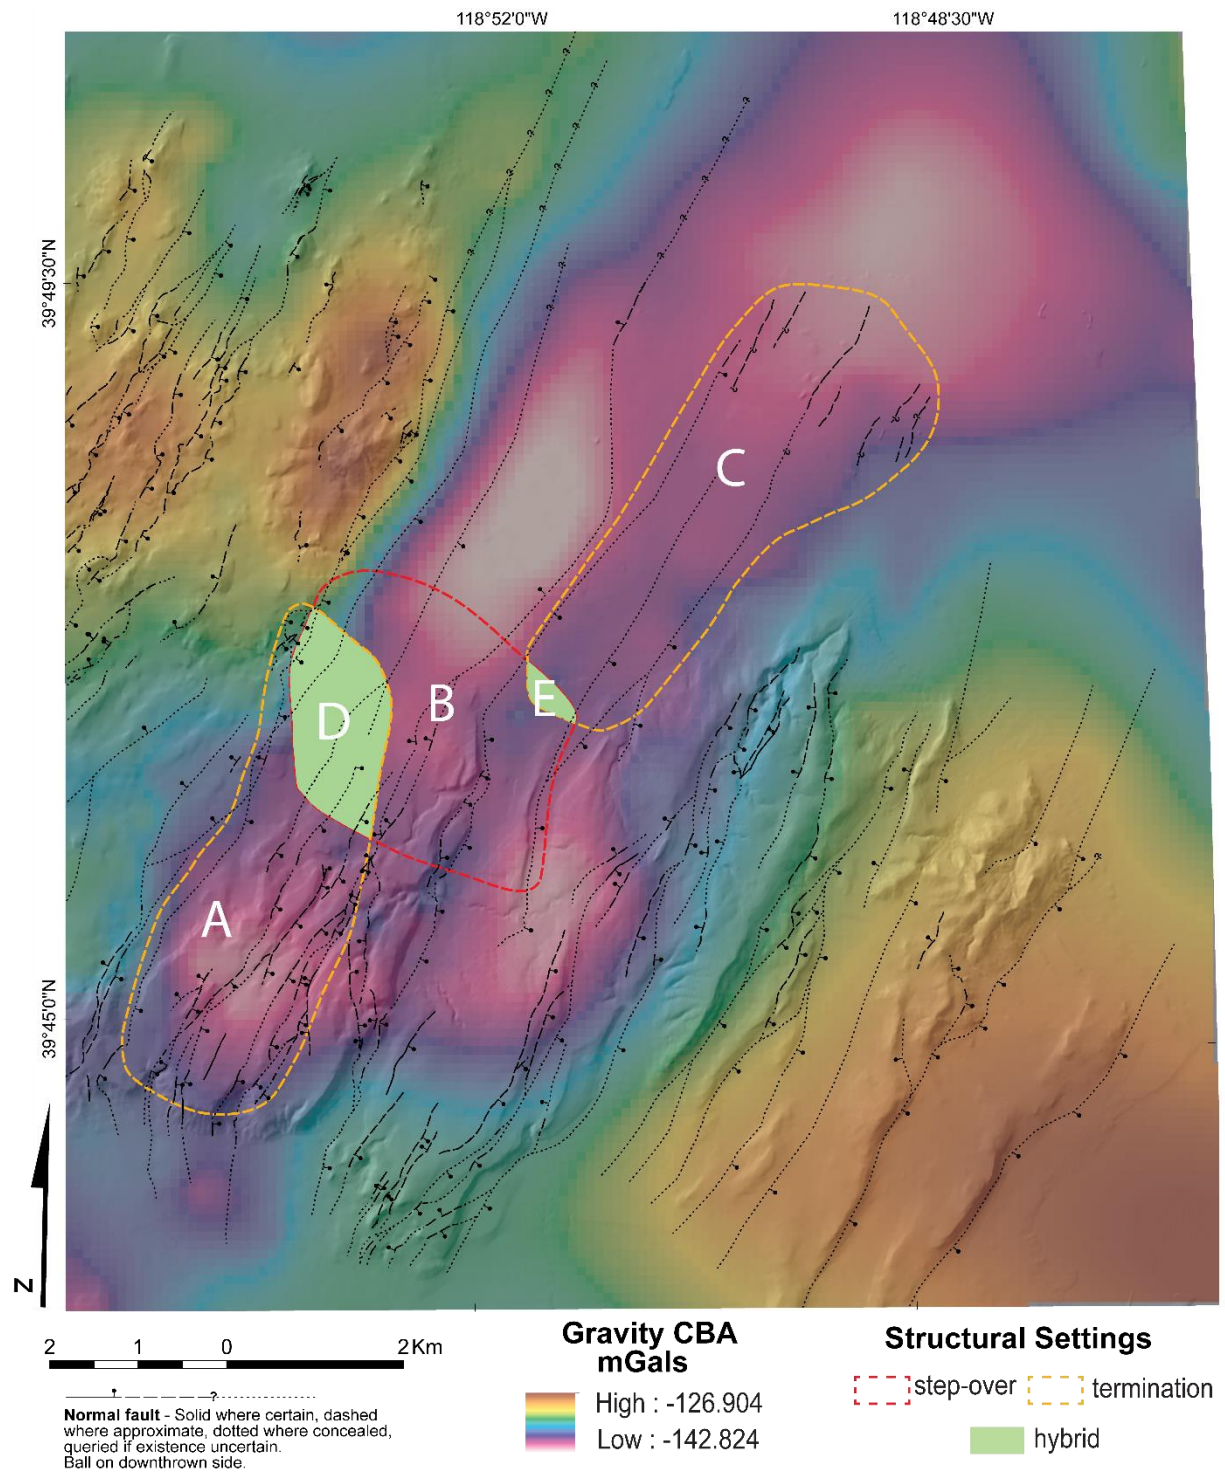 118°52'0"W
118°48'30"W
39°49'30"N
C
E
B
D
A
39°45'0"N
Z
2 1 0 2 Km
?
Normal fault - Solid where certain, dashed
where approximate, dotted where concealed,
queried if existence uncertain.
Ball on downthrown side.
Gravity CBA
mGals
High : -126.904
Low : -142.824
Structural Settings
step-over
termination
hybrid